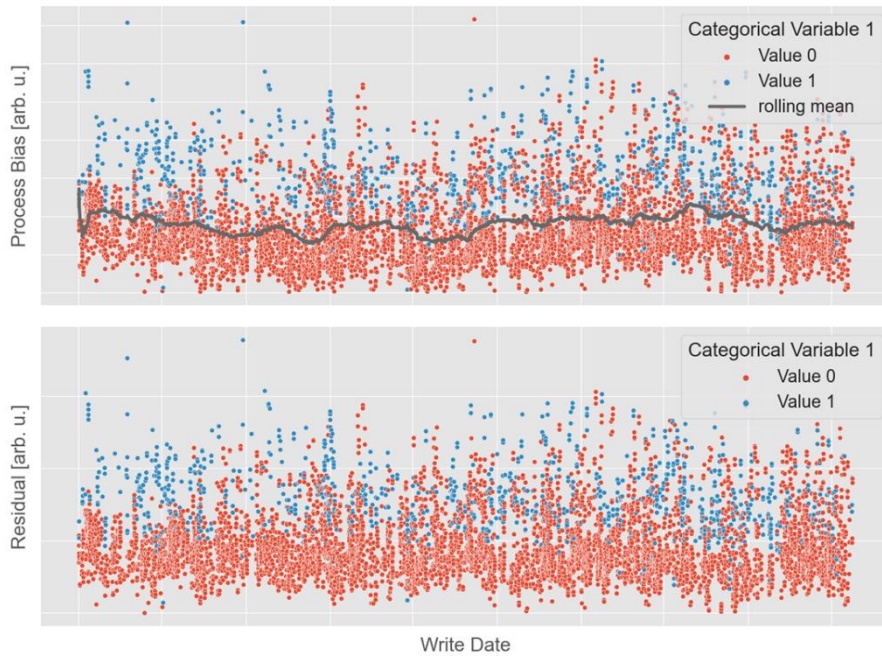 Process Bias [arb. u.]
Categorical Variable 1
Value 0
Value 1
rolling mean
Residual [arb. u.]
Categorical Variable 1
Value 0
Value 1
Write Date